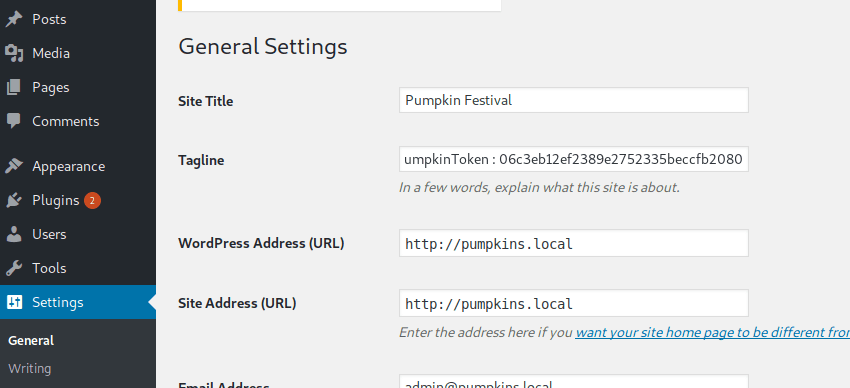 Posts
Media
Pages
Comments
Appearance
Plugins 2
Users
Tools
Settings
General
Writing
General Settings
Site Title
Pumpkin Festival
Tagline
umpkinToken : 06c3eb12ef2389e2752335beccfb2080
In a few words, explain what this site is about.
WordPress Address (URL)
http://pumpkins.local
Site Address (URL)
http://pumpkins.local
Enter the address here if you want your site home page to be different fro
Email Address
admin@pumpkins.local